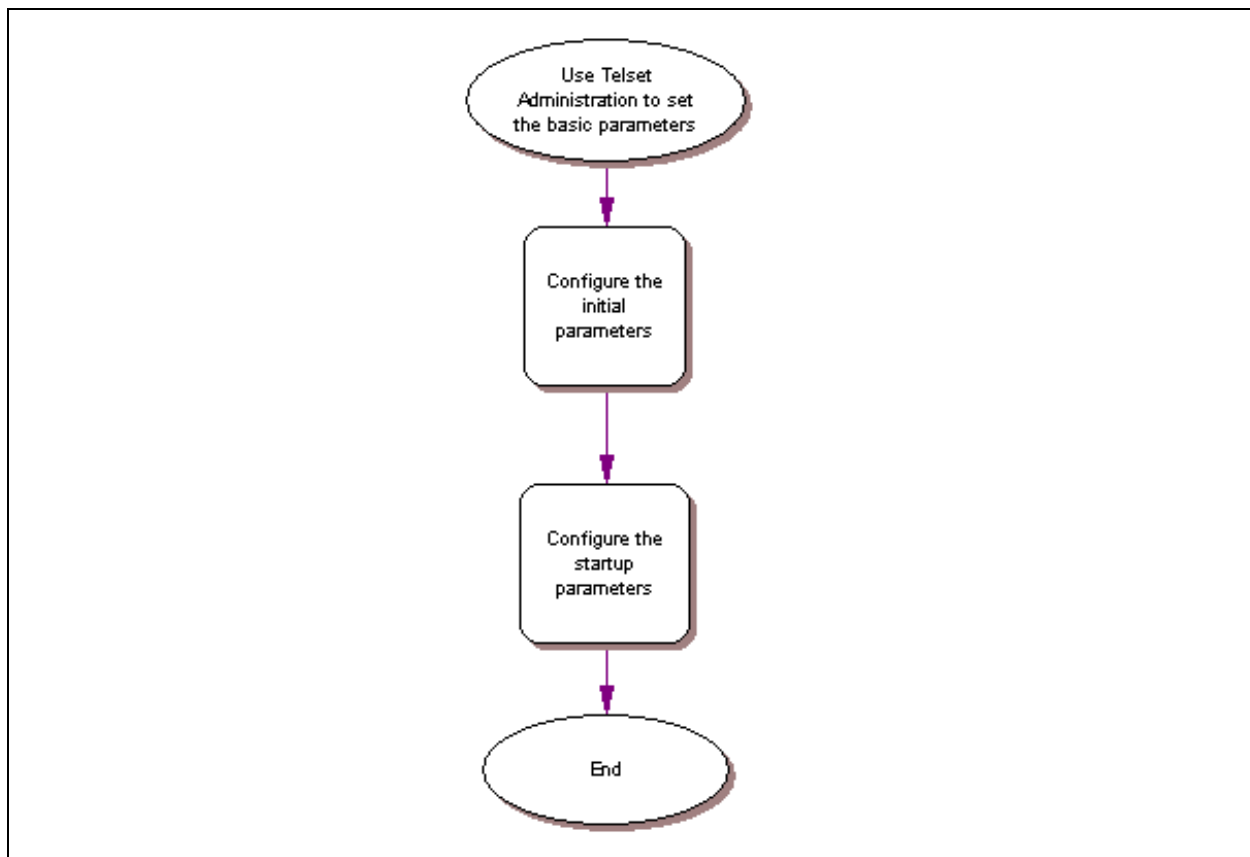 Use Telset
Administration to set
the basic parameters
Configure the
initial
parameters
Configure the
startup
parameters
End